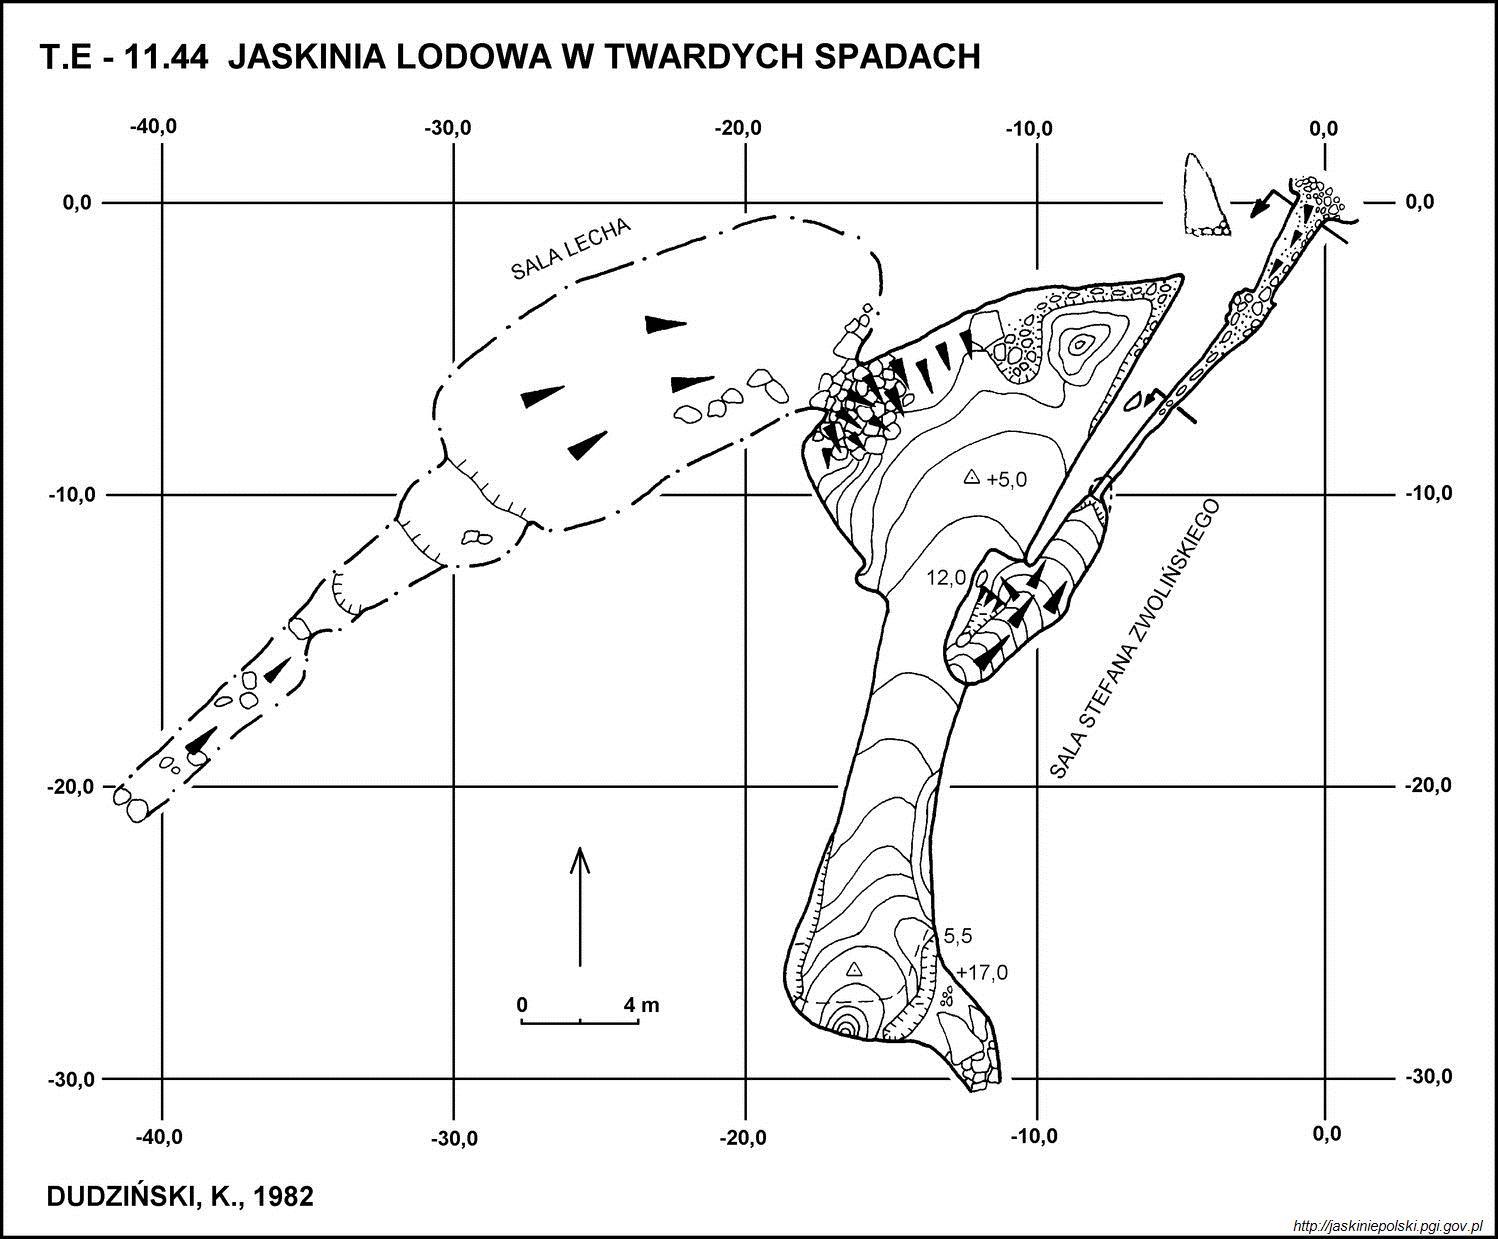 T.E - 11.44 JASKINIA LODOWA W TWARDYCH SPADACH
-40,0 -30,0 -20,0 -10,0 0,0
0,0 0,0
SALA LECHA
+5,0
-10,0 -10,0
12,0
SALA STEFANA ZWOLIŃSKIEGO
-20,0 -20,0
5,5
+17,0
0 4 m
-30,0 -30,0
-40,0 -30,0 -20,0 -10,0 0,0
DUDZIŃSKI, K., 1982
http://jaskiniepolski.pgi.gov.pl